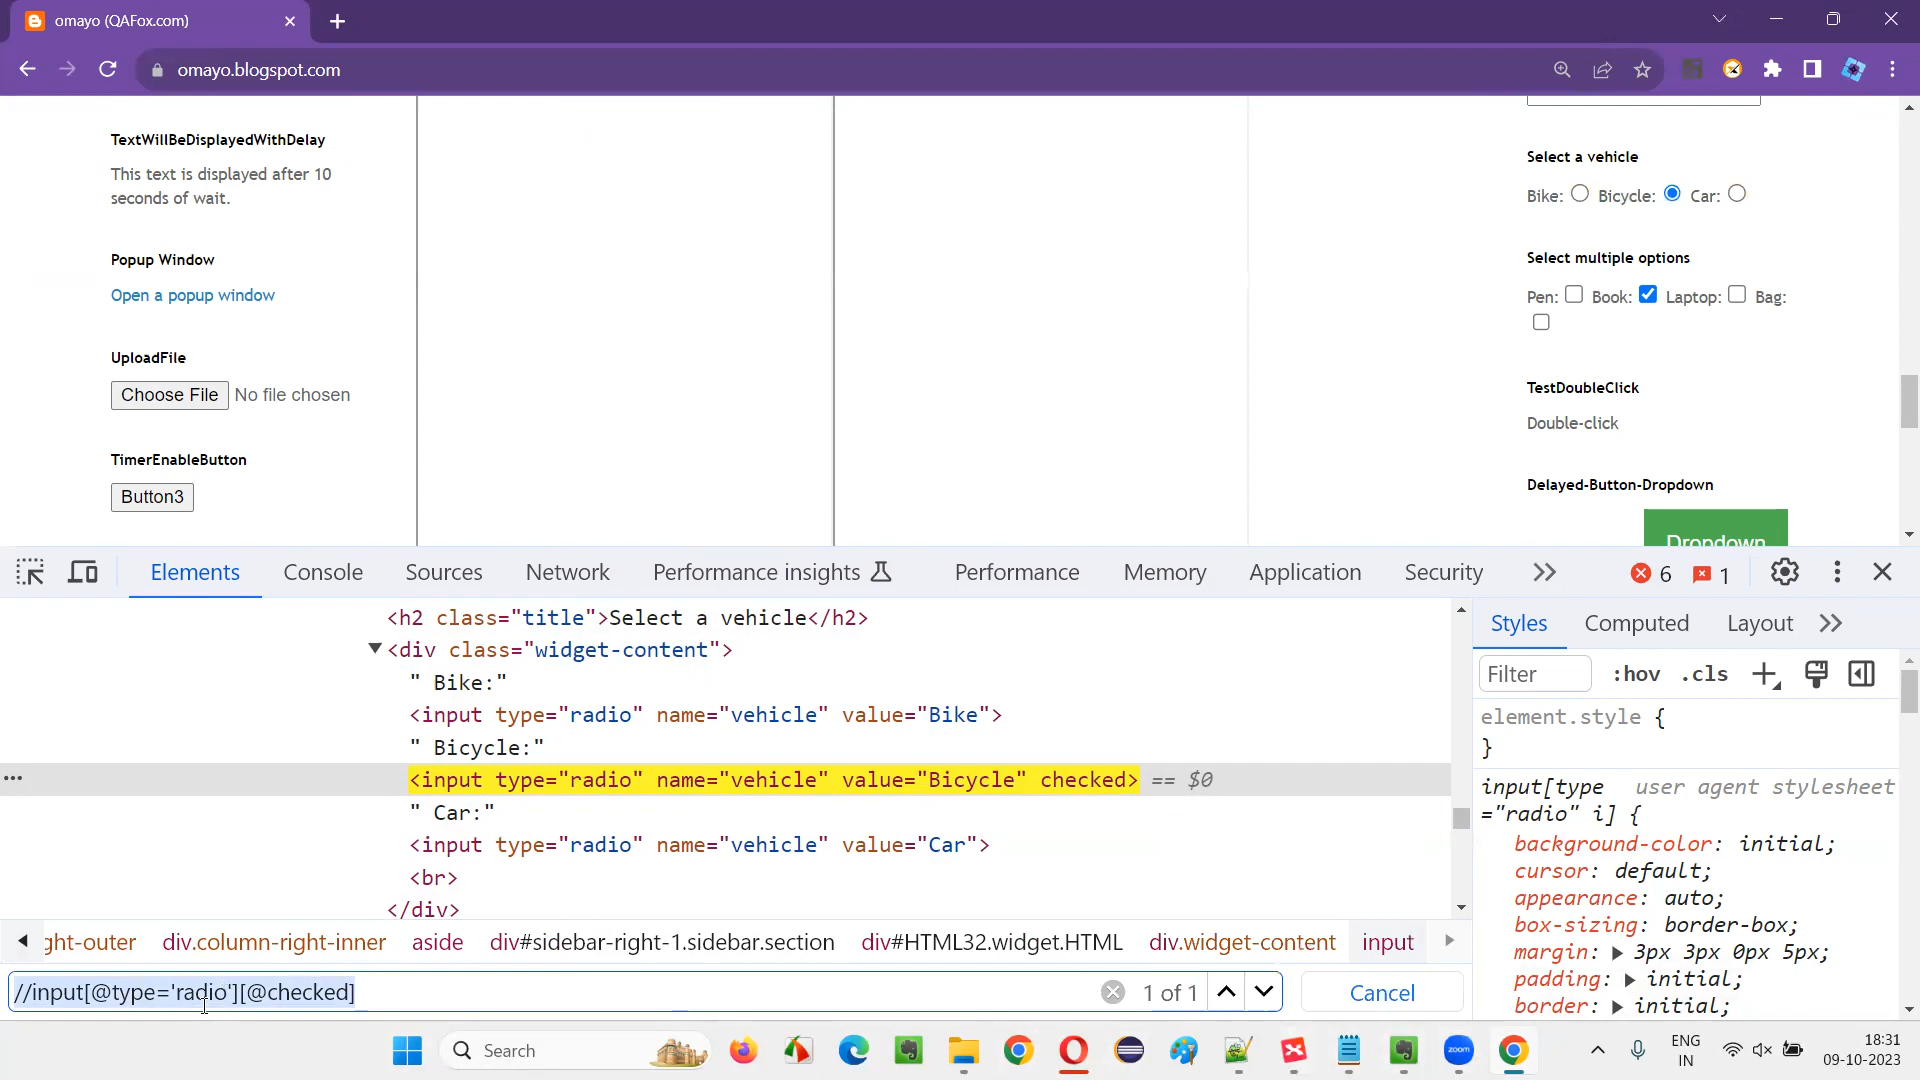 omayo (QAFox.com)
omayo.blogspot.com
TextWillBeDisplayedWithDelay
This text is displayed after 10
seconds of wait.
Popup Window
Open a popup window
UploadFile
Choose File No file chosen
TimerEnableButton
Button3
Select a vehicle
Bike: Bicycle: Car:
Select multiple options
Pen: Book: Laptop: Bag:
TestDoubleClick
Double-click
Delayed-Button-Dropdown
Dropdown
Elements Console Sources Network Performance insights Performance Memory Application Security 6 1
<h2 class="title">Select a vehicle</h2>
<div class="widget-content">
" Bike:"
<input type="radio" name="vehicle" value="Bike">
" Bicycle:"
<input type="radio" name="vehicle" value="Bicycle" checked> == $0
" Car:"
<input type="radio" name="vehicle" value="Car">
<br>
</div>
Styles Computed Layout
Filter :hov .cls
element.style {
}
input[type user agent stylesheet
="radio" i] {
background-color: initial;
cursor: default;
appearance: auto;
box-sizing: border-box;
margin: 3px 3px 0px 5px;
padding: initial;
border: initial;
ght-outer div.column-right-inner aside div#sidebar-right-1.sidebar.section div#HTML32.widget.HTML div.widget-content input
//input[@type='radio'][@checked] 1 of 1 Cancel
Search
zoom
ENG
IN
18:31
09-10-2023